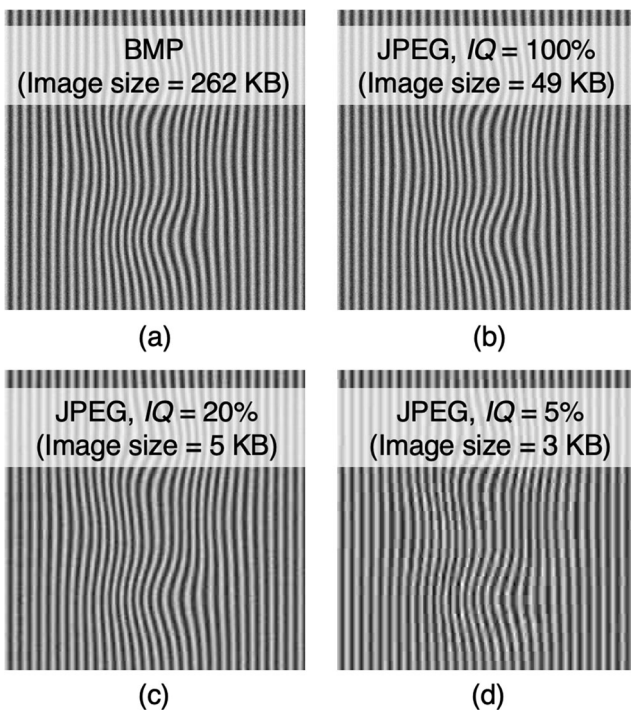 BMP
(Image size = 262 KB)
JPEG, IQ = 100%
(Image size = 49 KB)
(a)
(b)
JPEG, IQ = 20%
(Image size = 5 KB)
JPEG, IQ = 5%
(Image size = 3 KB)
(c)
(d)